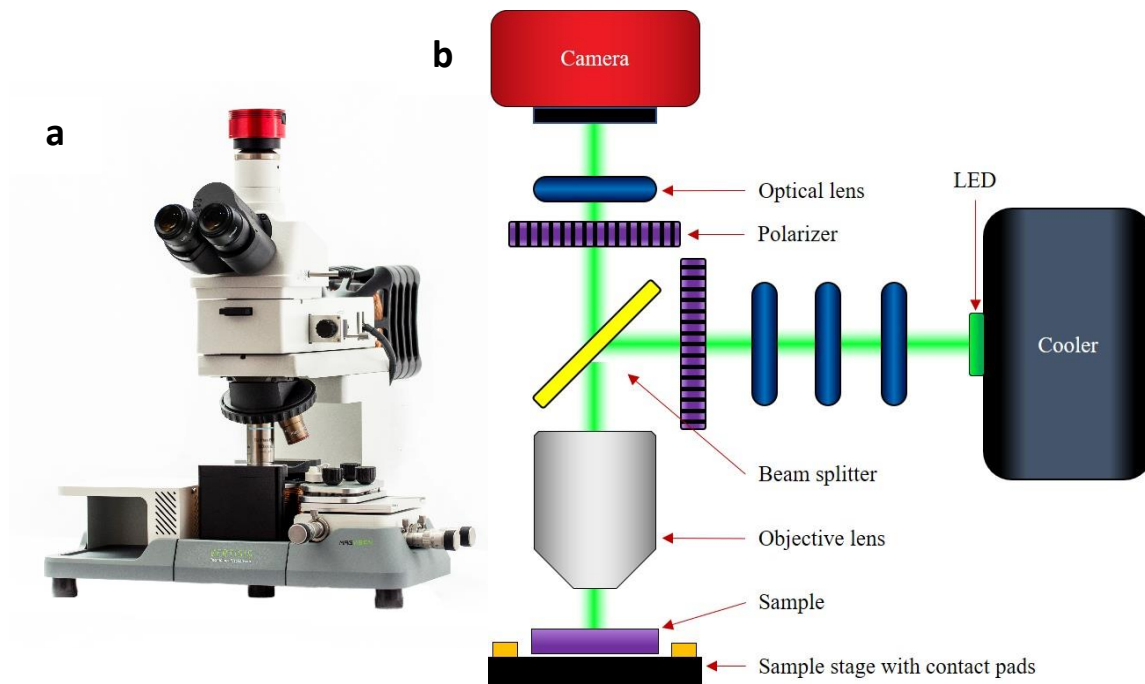 a
b
Camera
Optical lens
LED
Polarizer
Cooler
Beam splitter
Objective lens
Sample
Sample stage with contact pads